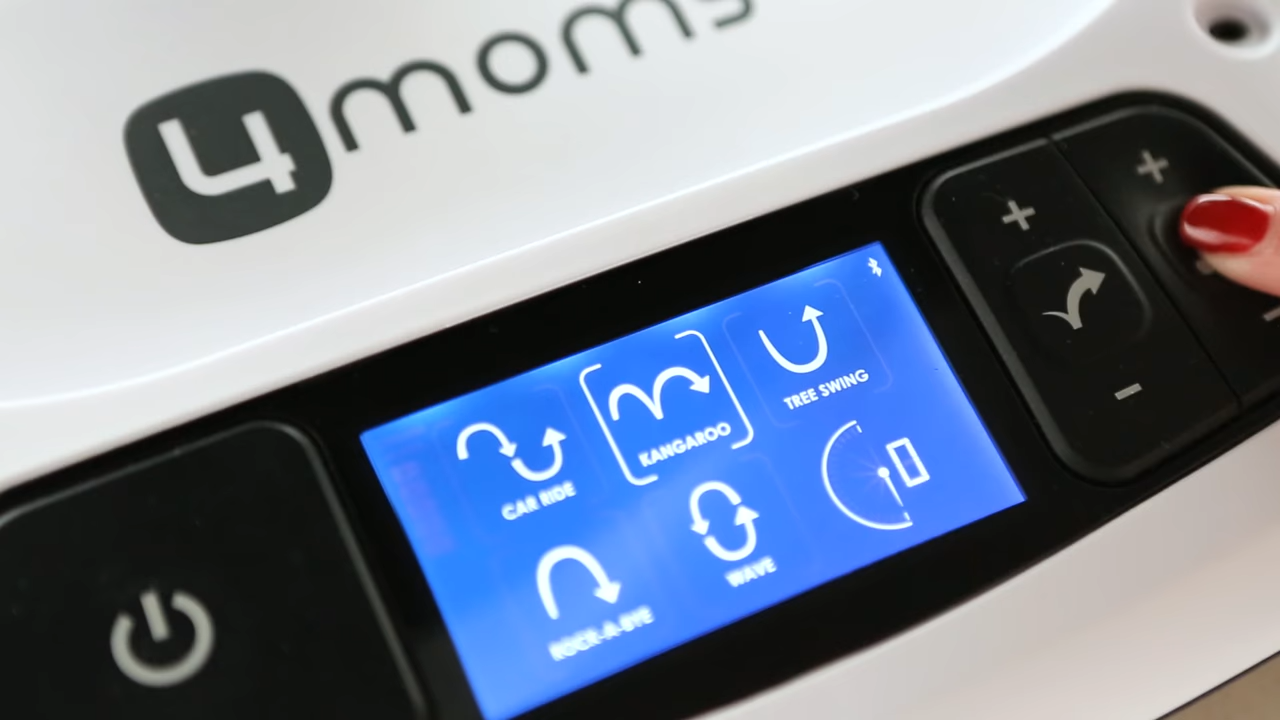 4moms
CAR RIDE
KANGAROO
TREE SWING
ROCK-A-BYE
WAVE